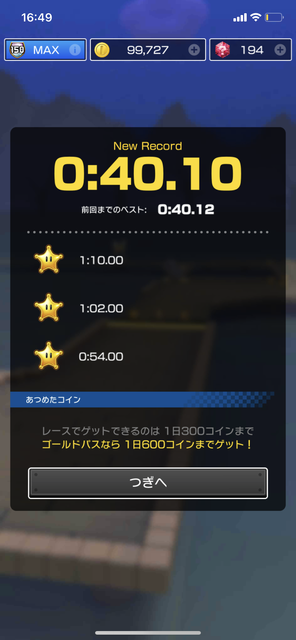 16:49
150 MAX i 99,727 + 194 +
New Record
0:40.10
前回までのベスト: 0:40.12
1:10.00
1:02.00
0:54.00
あつめたコイン
レースでゲットできるのは 1日300コインまで
ゴールドパスなら 1日600コインまでゲット!
つぎへ